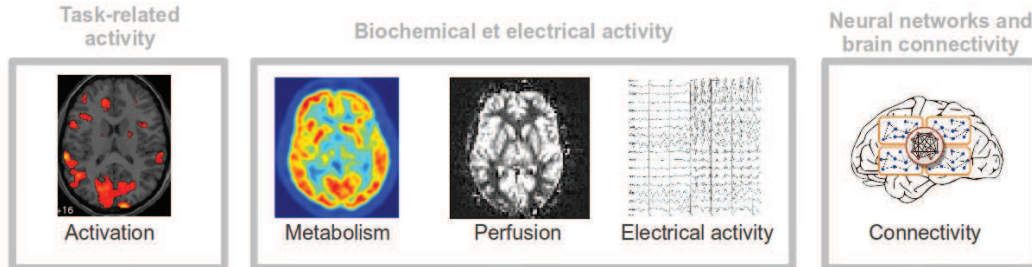 Task-related
activity
Biochemical et electrical activity
Neural networks and
brain connectivity
+16
Activation
Metabolism
Perfusion
Electrical activity
Connectivity